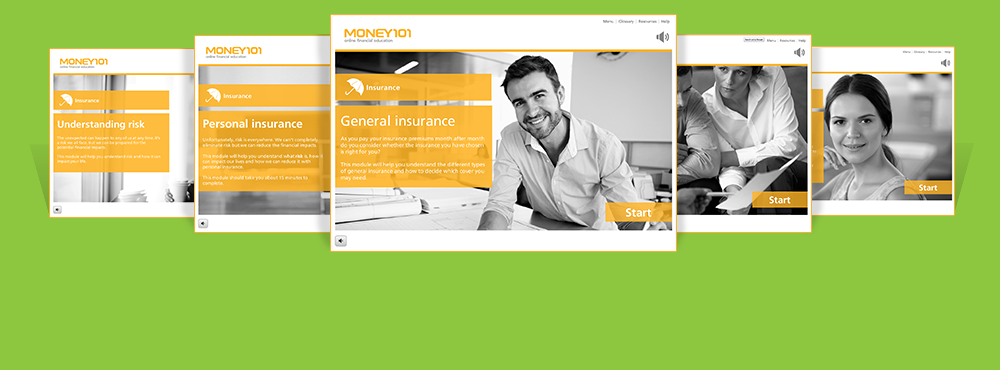 MONEY101
online financial education
Insurance
Understanding risk
The unexpected can happen to any of us at any time. It's
a fact of life, but we can be prepared for the
potential financial impacts.
This module will help you understand risk and how it can
impact your life.
MONEY101
online financial education
Insurance
Personal insurance
Unfortunately, risk is everywhere. We can't completely
eliminate risk but we can reduce the financial impacts.
This module will help you understand what risk is, how it
can impact our lives and how we can reduce it with
personal insurance.
This module should take you about 15 minutes to
complete.
Menu | Glossary | Resources | Help
MONEY101
online financial education
Insurance
General insurance
As you pay your insurance premiums month after month
do you consider whether the insurance you have chosen
is right for you?
This module will help you understand the different types
of general insurance and how to decide which cover you
may need.
Start
Menu | Resources | Help
Start
Menu | Glossary | Resources | Help
Start